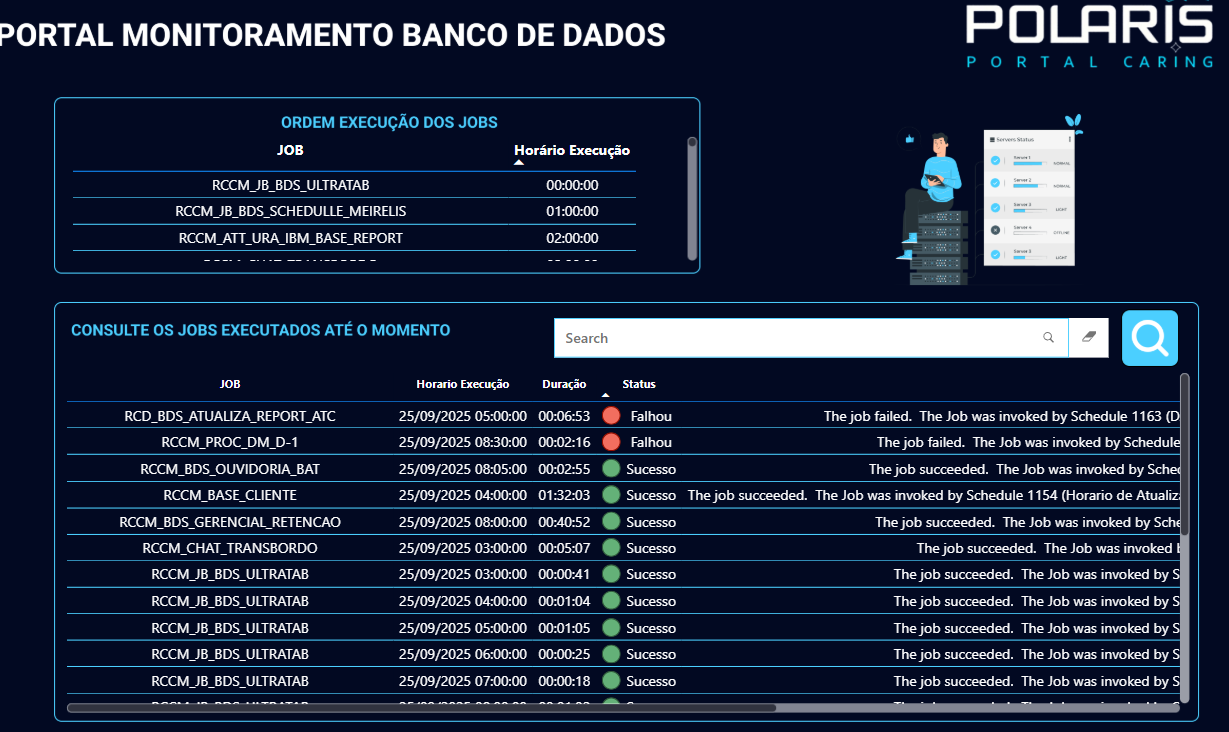 PORTAL MONITORAMENTO BANCO DE DADOS
POLARIS
PORTAL CARING
ORDEM EXECUÇÃO DOS JOBS
JOB Horário Execução
RCCM_JB_BDS_ULTRATAB 00:00:00
RCCM_JB_BDS_SCHEDULLE_MEIRELIS 01:00:00
RCCM_ATT_URA_IBM_BASE_REPORT 02:00:00
Servers Status
Server 1 NORMAL
Server 2 NORMAL
Server 3 LIGHT
Server 4 OFFLINE
Server 5 LIGHT
CONSULTE OS JOBS EXECUTADOS ATÉ O MOMENTO
Search
JOB Horario Execução Duração Status
RCD_BDS_ATUALIZA_REPORT_ATC 25/09/2025 05:00:00 00:06:53 Falhou The job failed. The Job was invoked by Schedule 1163 (D
RCCM_PROC_DM_D-1 25/09/2025 08:30:00 00:02:16 Falhou The job failed. The Job was invoked by Schedule
RCCM_BDS_OUVIDORIA_BAT 25/09/2025 08:05:00 00:02:55 Sucesso The job succeeded. The Job was invoked by Sched
RCCM_BASE_CLIENTE 25/09/2025 04:00:00 01:32:03 Sucesso The job succeeded. The Job was invoked by Schedule 1154 (Horario de Atualiz
RCCM_BDS_GERENCIAL_RETENCAO 25/09/2025 08:00:00 00:40:52 Sucesso The job succeeded. The Job was invoked by Sche
RCCM_CHAT_TRANSBORDO 25/09/2025 03:00:00 00:05:07 Sucesso The job succeeded. The Job was invoked
RCCM_JB_BDS_ULTRATAB 25/09/2025 03:00:00 00:00:41 Sucesso The job succeeded. The Job was invoked by S
RCCM_JB_BDS_ULTRATAB 25/09/2025 04:00:00 00:01:04 Sucesso The job succeeded. The Job was invoked by S
RCCM_JB_BDS_ULTRATAB 25/09/2025 05:00:00 00:01:05 Sucesso The job succeeded. The Job was invoked by S
RCCM_JB_BDS_ULTRATAB 25/09/2025 06:00:00 00:00:25 Sucesso The job succeeded. The Job was invoked by S
RCCM_JB_BDS_ULTRATAB 25/09/2025 07:00:00 00:00:18 Sucesso The job succeeded. The Job was invoked by S